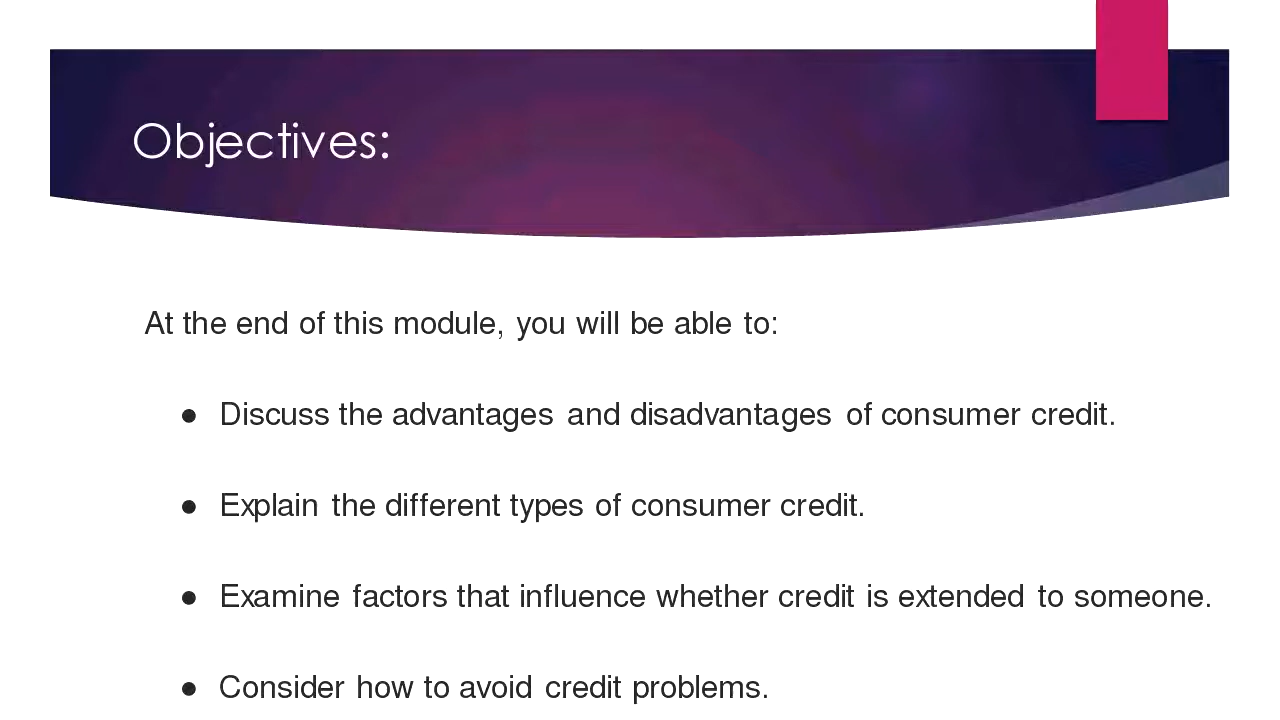 Objectives:
At the end of this module, you will be able to:
● Discuss the advantages and disadvantages of consumer credit.
● Explain the different types of consumer credit.
● Examine factors that influence whether credit is extended to someone.
● Consider how to avoid credit problems.